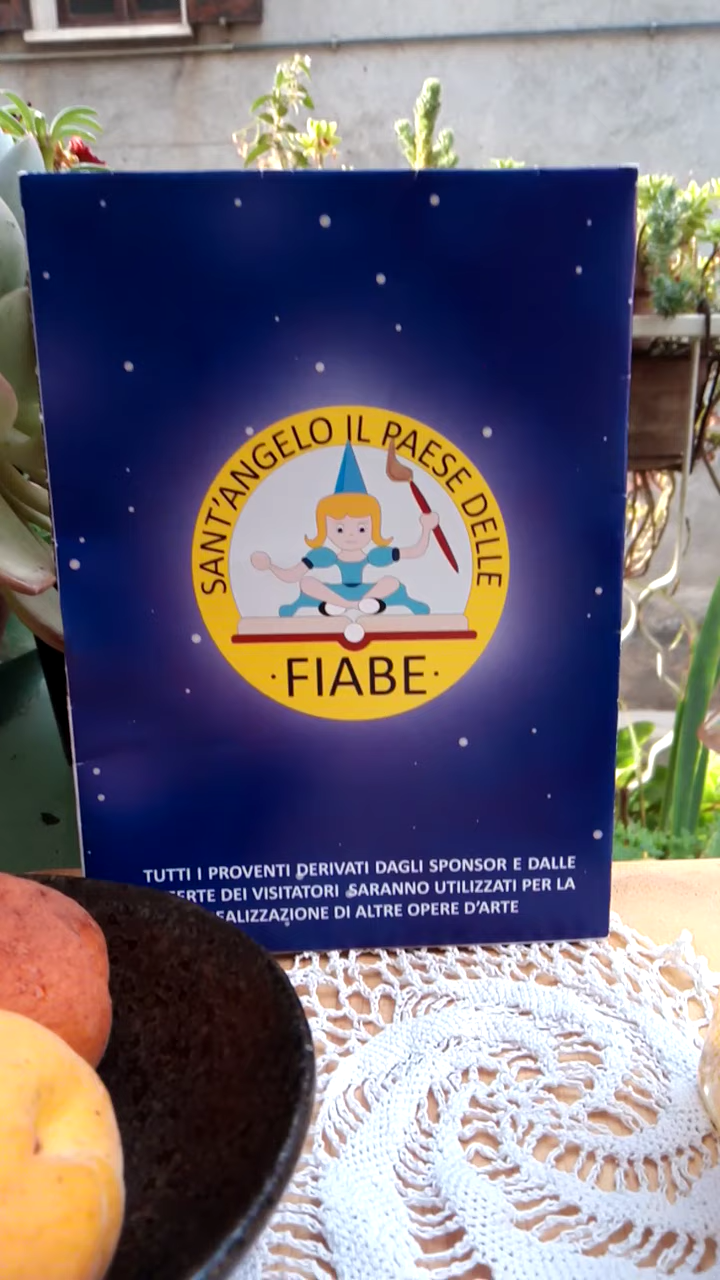 SANT'ANGELO IL PAESE DELLE
·FIABE·
TUTTI I PROVENTI DERIVATI DAGLI SPONSOR E DALLE
DEI VISITATORI SARANNO UTILIZZATI PER LA
DI ALTRE OPERE D'ARTE